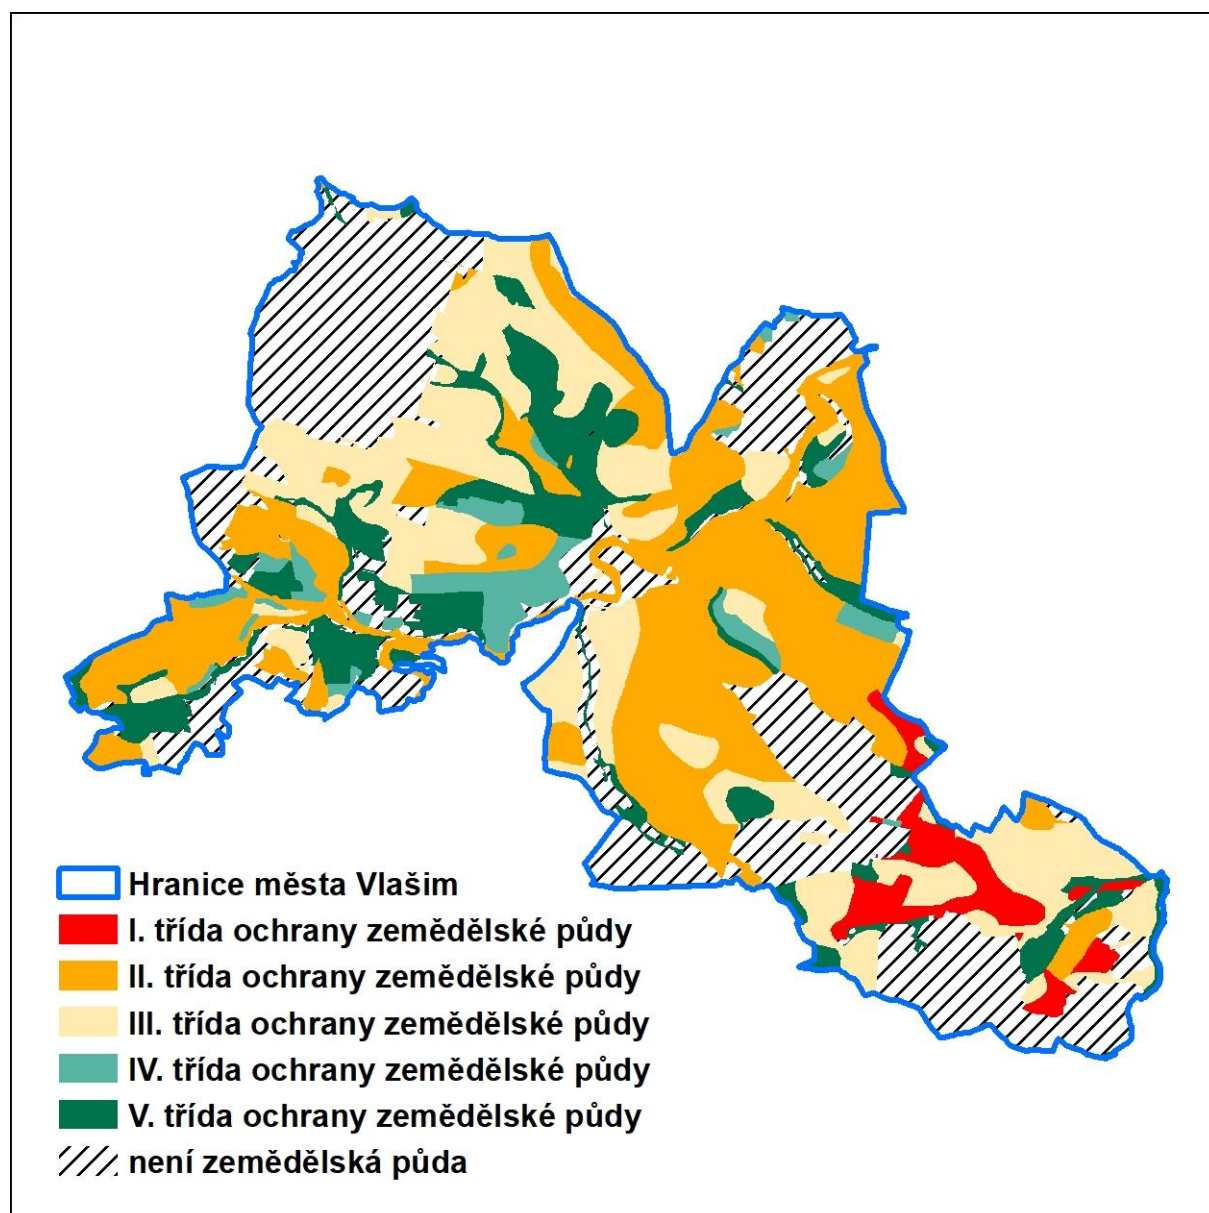 Hranice města Vlašim
I. třída ochrany zemědělské půdy
II. třída ochrany zemědělské půdy
III. třída ochrany zemědělské půdy
IV. třída ochrany zemědělské půdy
V. třída ochrany zemědělské půdy
není zemědělská půda